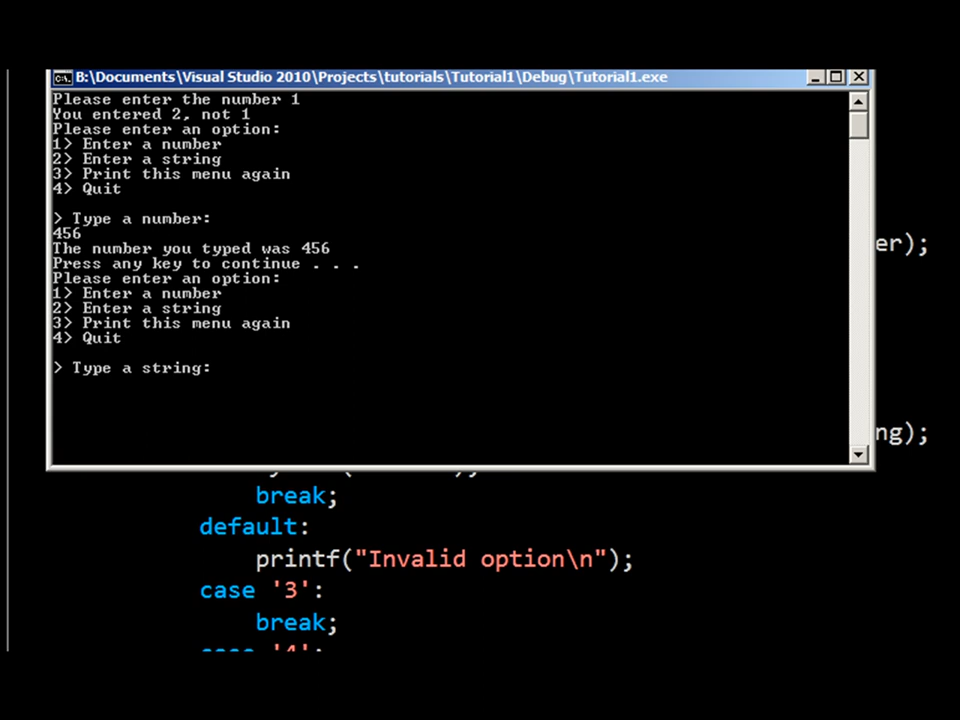 B:\Documents\Visual Studio 2010\Projects\tutorials\Tutorial1\Debug\Tutorial1.exe
Please enter the number 1
You entered 2, not 1
Please enter an option:
1> Enter a number
2> Enter a string
3> Print this menu again
4> Quit
> Type a number:
456
The number you typed was 456
Press any key to continue . . .
Please enter an option:
1> Enter a number
2> Enter a string
3> Print this menu again
4> Quit
> Type a string:
er);
ng);
break;
default:
printf("Invalid option\n");
case '3':
break;
case '4':